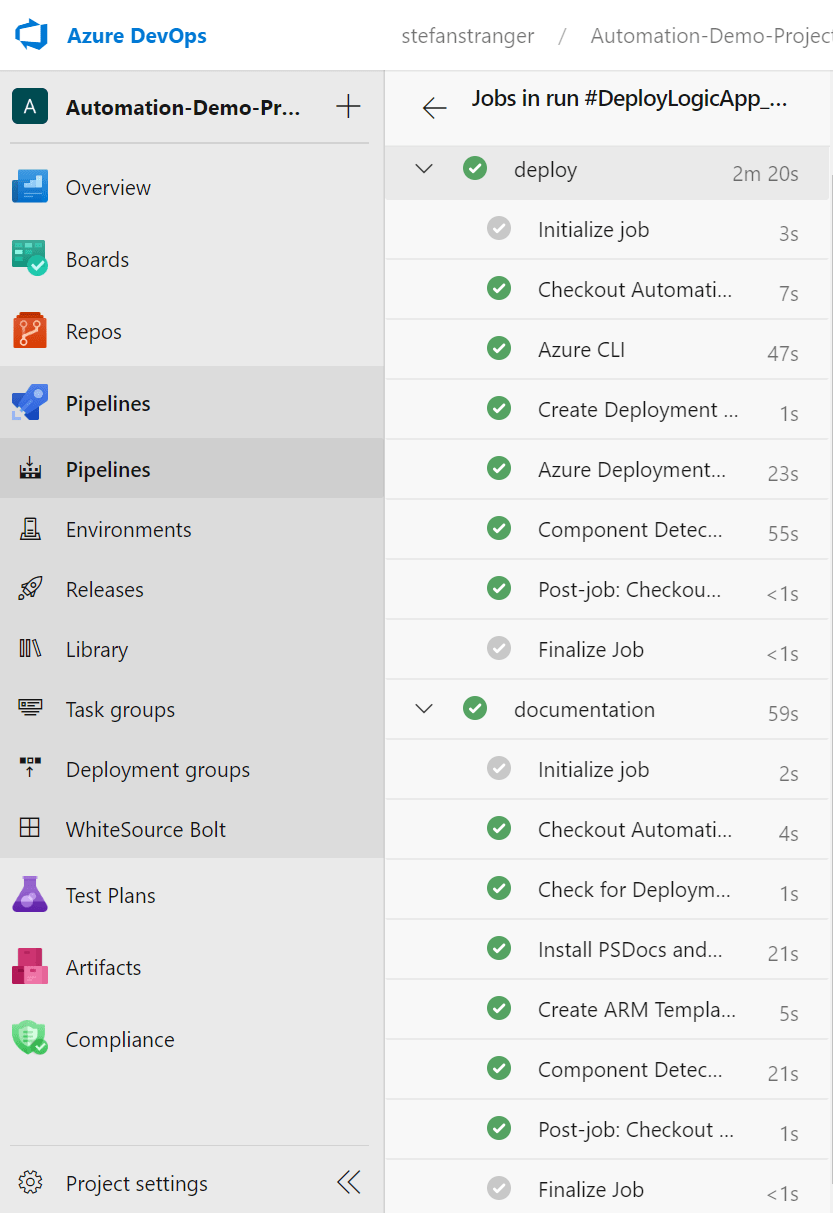 Azure DevOps
stefanstranger / Automation-Demo-Project
A Automation-Demo-Pr... +
Overview
Boards
Repos
Pipelines
Pipelines
Environments
Releases
Library
Task groups
Deployment groups
WhiteSource Bolt
Test Plans
Artifacts
Compliance
Project settings
Jobs in run #DeployLogicApp_...
deploy 2m 20s
Initialize job 3s
Checkout Automati... 7s
Azure CLI 47s
Create Deployment ... 1s
Azure Deployment... 23s
Component Detec... 55s
Post-job: Checkou... <1s
Finalize Job <1s
documentation 59s
Initialize job 2s
Checkout Automati... 4s
Check for Deploym... 1s
Install PSDocs and... 21s
Create ARM Templa... 5s
Component Detec... 21s
Post-job: Checkout ... 1s
Finalize Job <1s